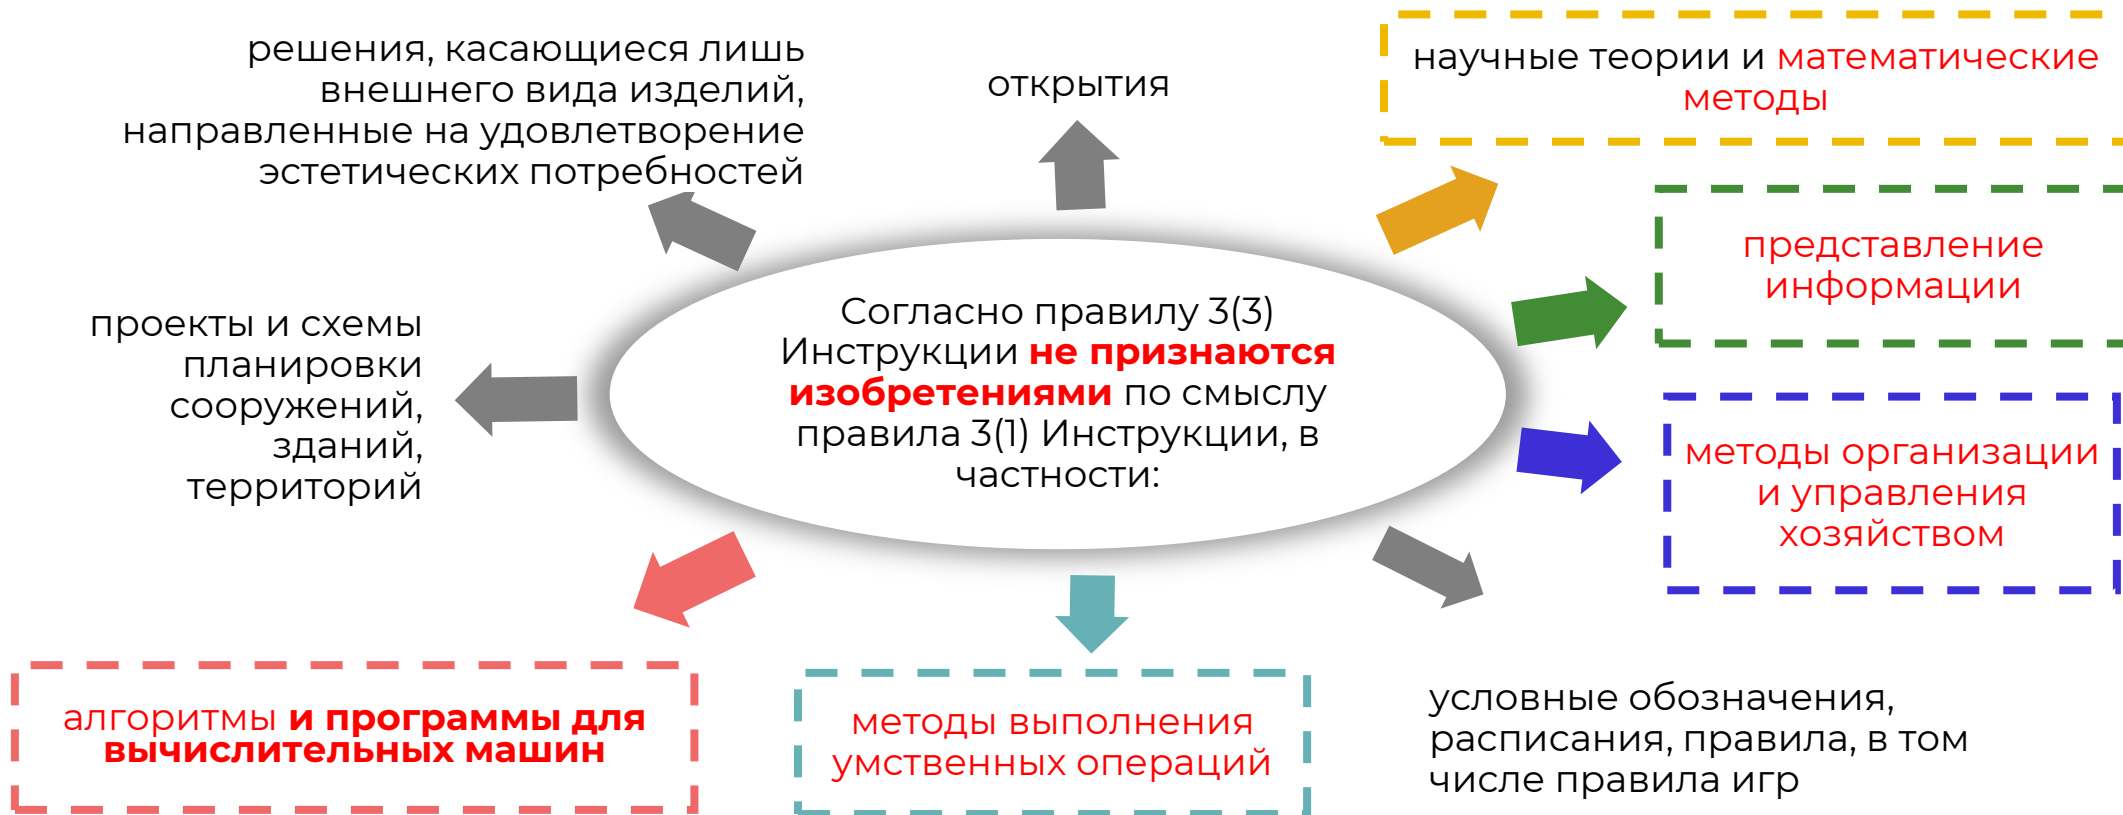 решения, касающиеся лишь
внешнего вида изделий,
направленные на удовлетворение
эстетических потребностей
открытия
научные теории и математические
методы
представление
информации
проекты и схемы
планировки
сооружений,
зданий,
территорий
Согласно правилу 3(3)
Инструкции не признаются
изобретениями по смыслу
правила 3(1) Инструкции, в
частности:
методы организации
и управления
хозяйством
алгоритмы и программы для
вычислительных машин
методы выполнения
умственных операций
условные обозначения,
расписания, правила, в том
числе правила игр